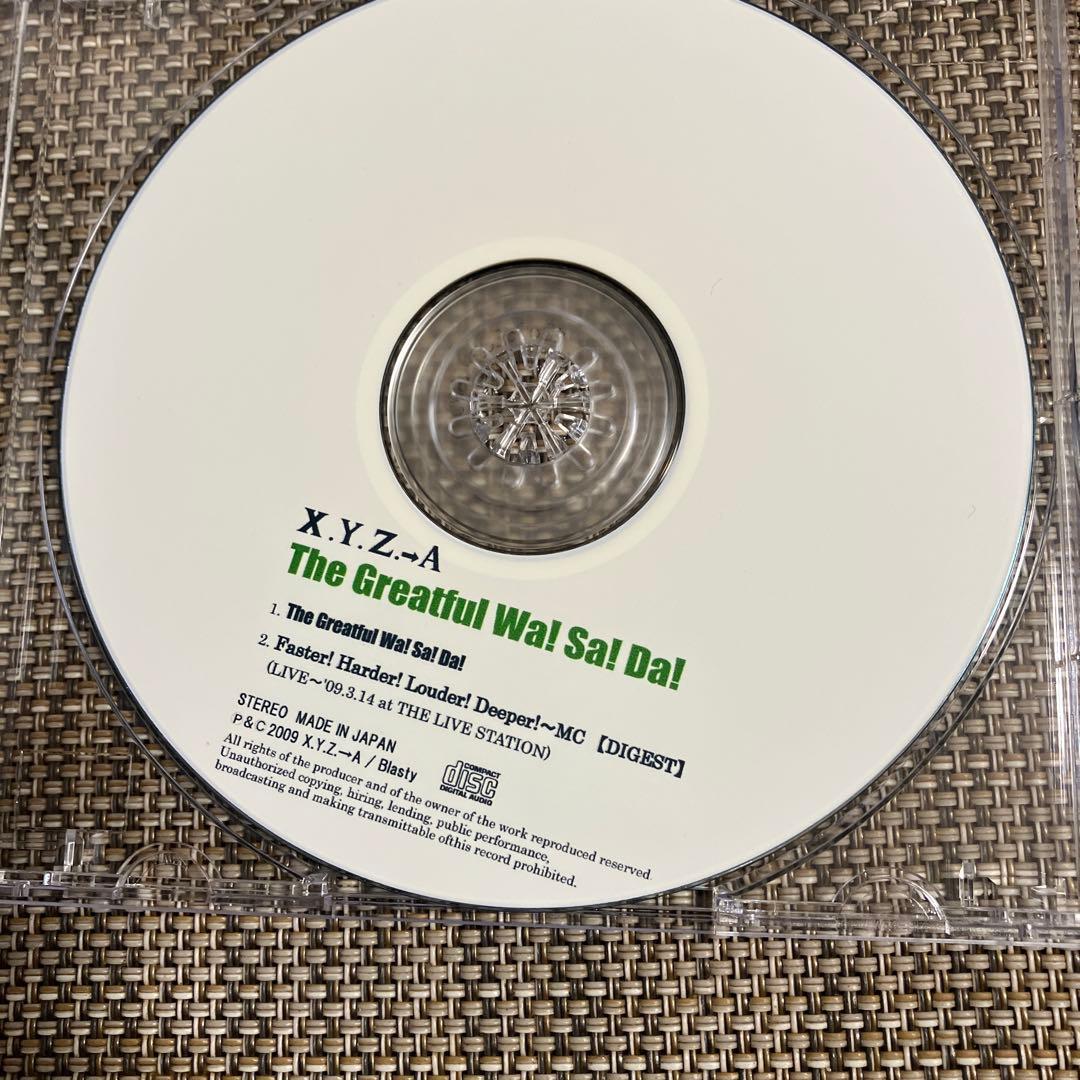 X.Y.Z.→A
The Greatful Wa! Sa! Da!
1. The Greatful Wa! Sa! Da!
2. Faster! Harder! Louder! Deeper!〜MC【DIGEST】
(LIVE〜'09.3.14 at THE LIVE STATION)
STEREO MADE IN JAPAN
P & C 2009 X.Y.Z.→A / Blasty
COMPACT
disc
DIGITAL AUDIO
All rights of the producer and of the owner of the work reproduced reserved.
Unauthorized copying, hiring, lending, public performance,
broadcasting and making transmittable ofthis record prohibited.